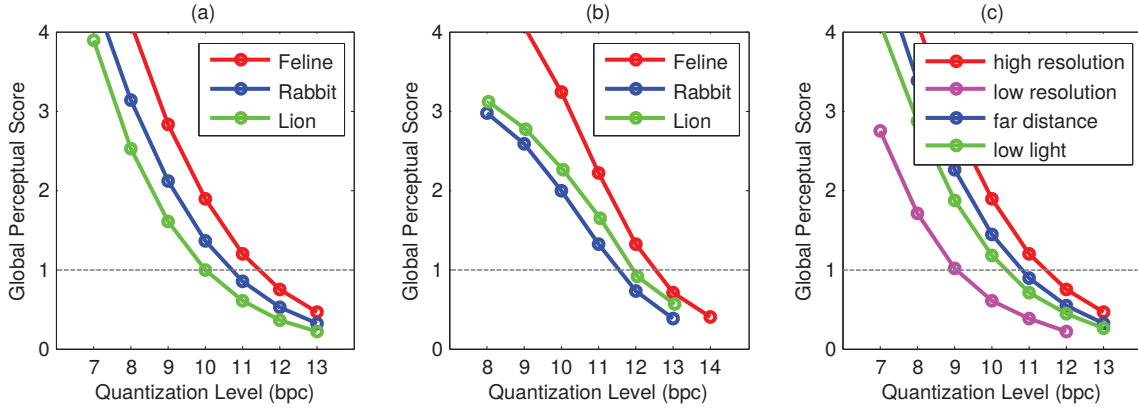 (a)
Global Perceptual Score
4
3
2
1
0
7 8 9 10 11 12 13
Quantization Level (bpc)
Feline
Rabbit
Lion
(b)
Global Perceptual Score
4
3
2
1
0
8 9 10 11 12 13 14
Quantization Level (bpc)
Feline
Rabbit
Lion
(c)
Global Perceptual Score
4
3
2
1
0
7 8 9 10 11 12 13
Quantization Level (bpc)
high resolution
low resolution
far distance
low light